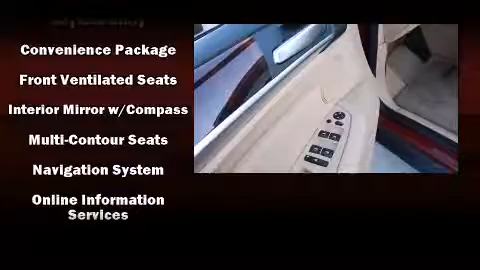 Convenience Package
Front Ventilated Seats
Interior Mirror w/Compass
Multi-Contour Seats
Navigation System
Online Information
Services